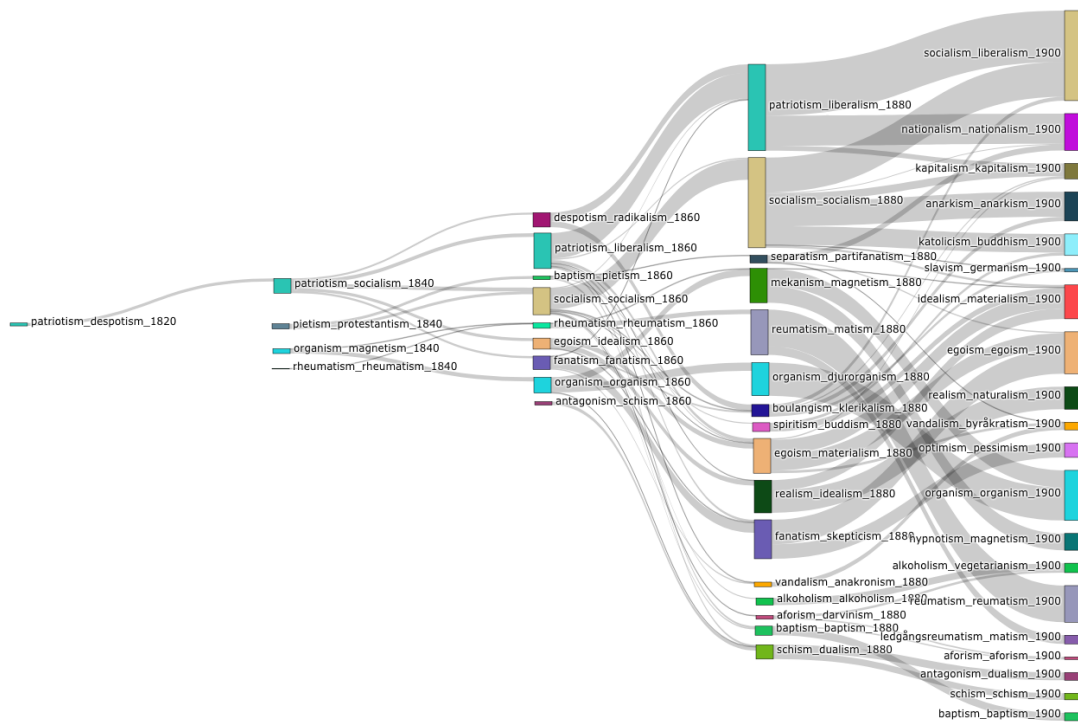 patriotism_despotism_1820
patriotism_socialism_1840
pietism_protestantism_1840
organism_magnetism_1840
rheumatism_rheumatism_1840
despotism_radikalism_1860
patriotism_liberalism_1860
baptism_pietism_1860
socialism_socialism_1860
rheumatism_rheumatism_1860
egoism_idealism_1860
fanatism_fanatism_1860
organism_organism_1860
antagonism_schism_1860
patriotism_liberalism_1880
socialism_socialism_1880
separatism_partifanatism_1880
mekanism_magnetism_1880
reumatism_matism_1880
organism_djurorganism_1880
boulangism_klerikalism_1880
spiritism_buddism_1880
egoism_materialism_1880
realism_idealism_1880
fanatism_skepticism_1880
vandalism_anakronism_1880
alkoholism_alkoholism_1880
aforism_darvinism_1880
baptism_baptism_1880
schism_dualism_1880
socialism_liberalism_1900
nationalism_nationalism_1900
kapitalism_kapitalism_1900
anarkism_anarkism_1900
katolicism_buddhism_1900
slavism_germanism_1900
idealism_materialism_1900
egoism_egoism_1900
realism_naturalism_1900
vandalism_byråkratism_1900
optimism_pessimism_1900
organism_organism_1900
hypnotism_magnetism_1900
alkoholism_vegetarianism_1900
reumatism_reumatism_1900
ledgångsreumatism_matism_1900
aforism_aforism_1900
antagonism_dualism_1900
schism_schism_1900
baptism_baptism_1900